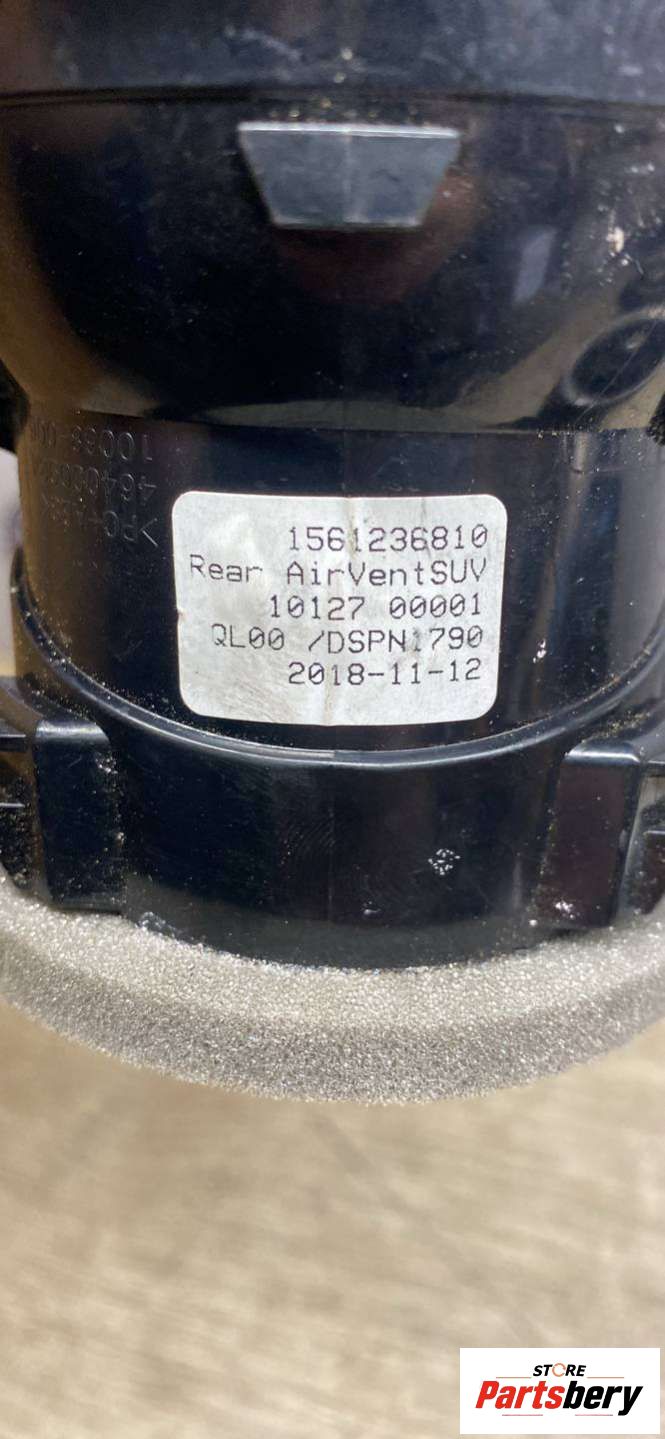 1561236810
Rear AirVentSUV
10127 00001
QL00 /DSPN1790
2018-11-12
STORE
Partsbery